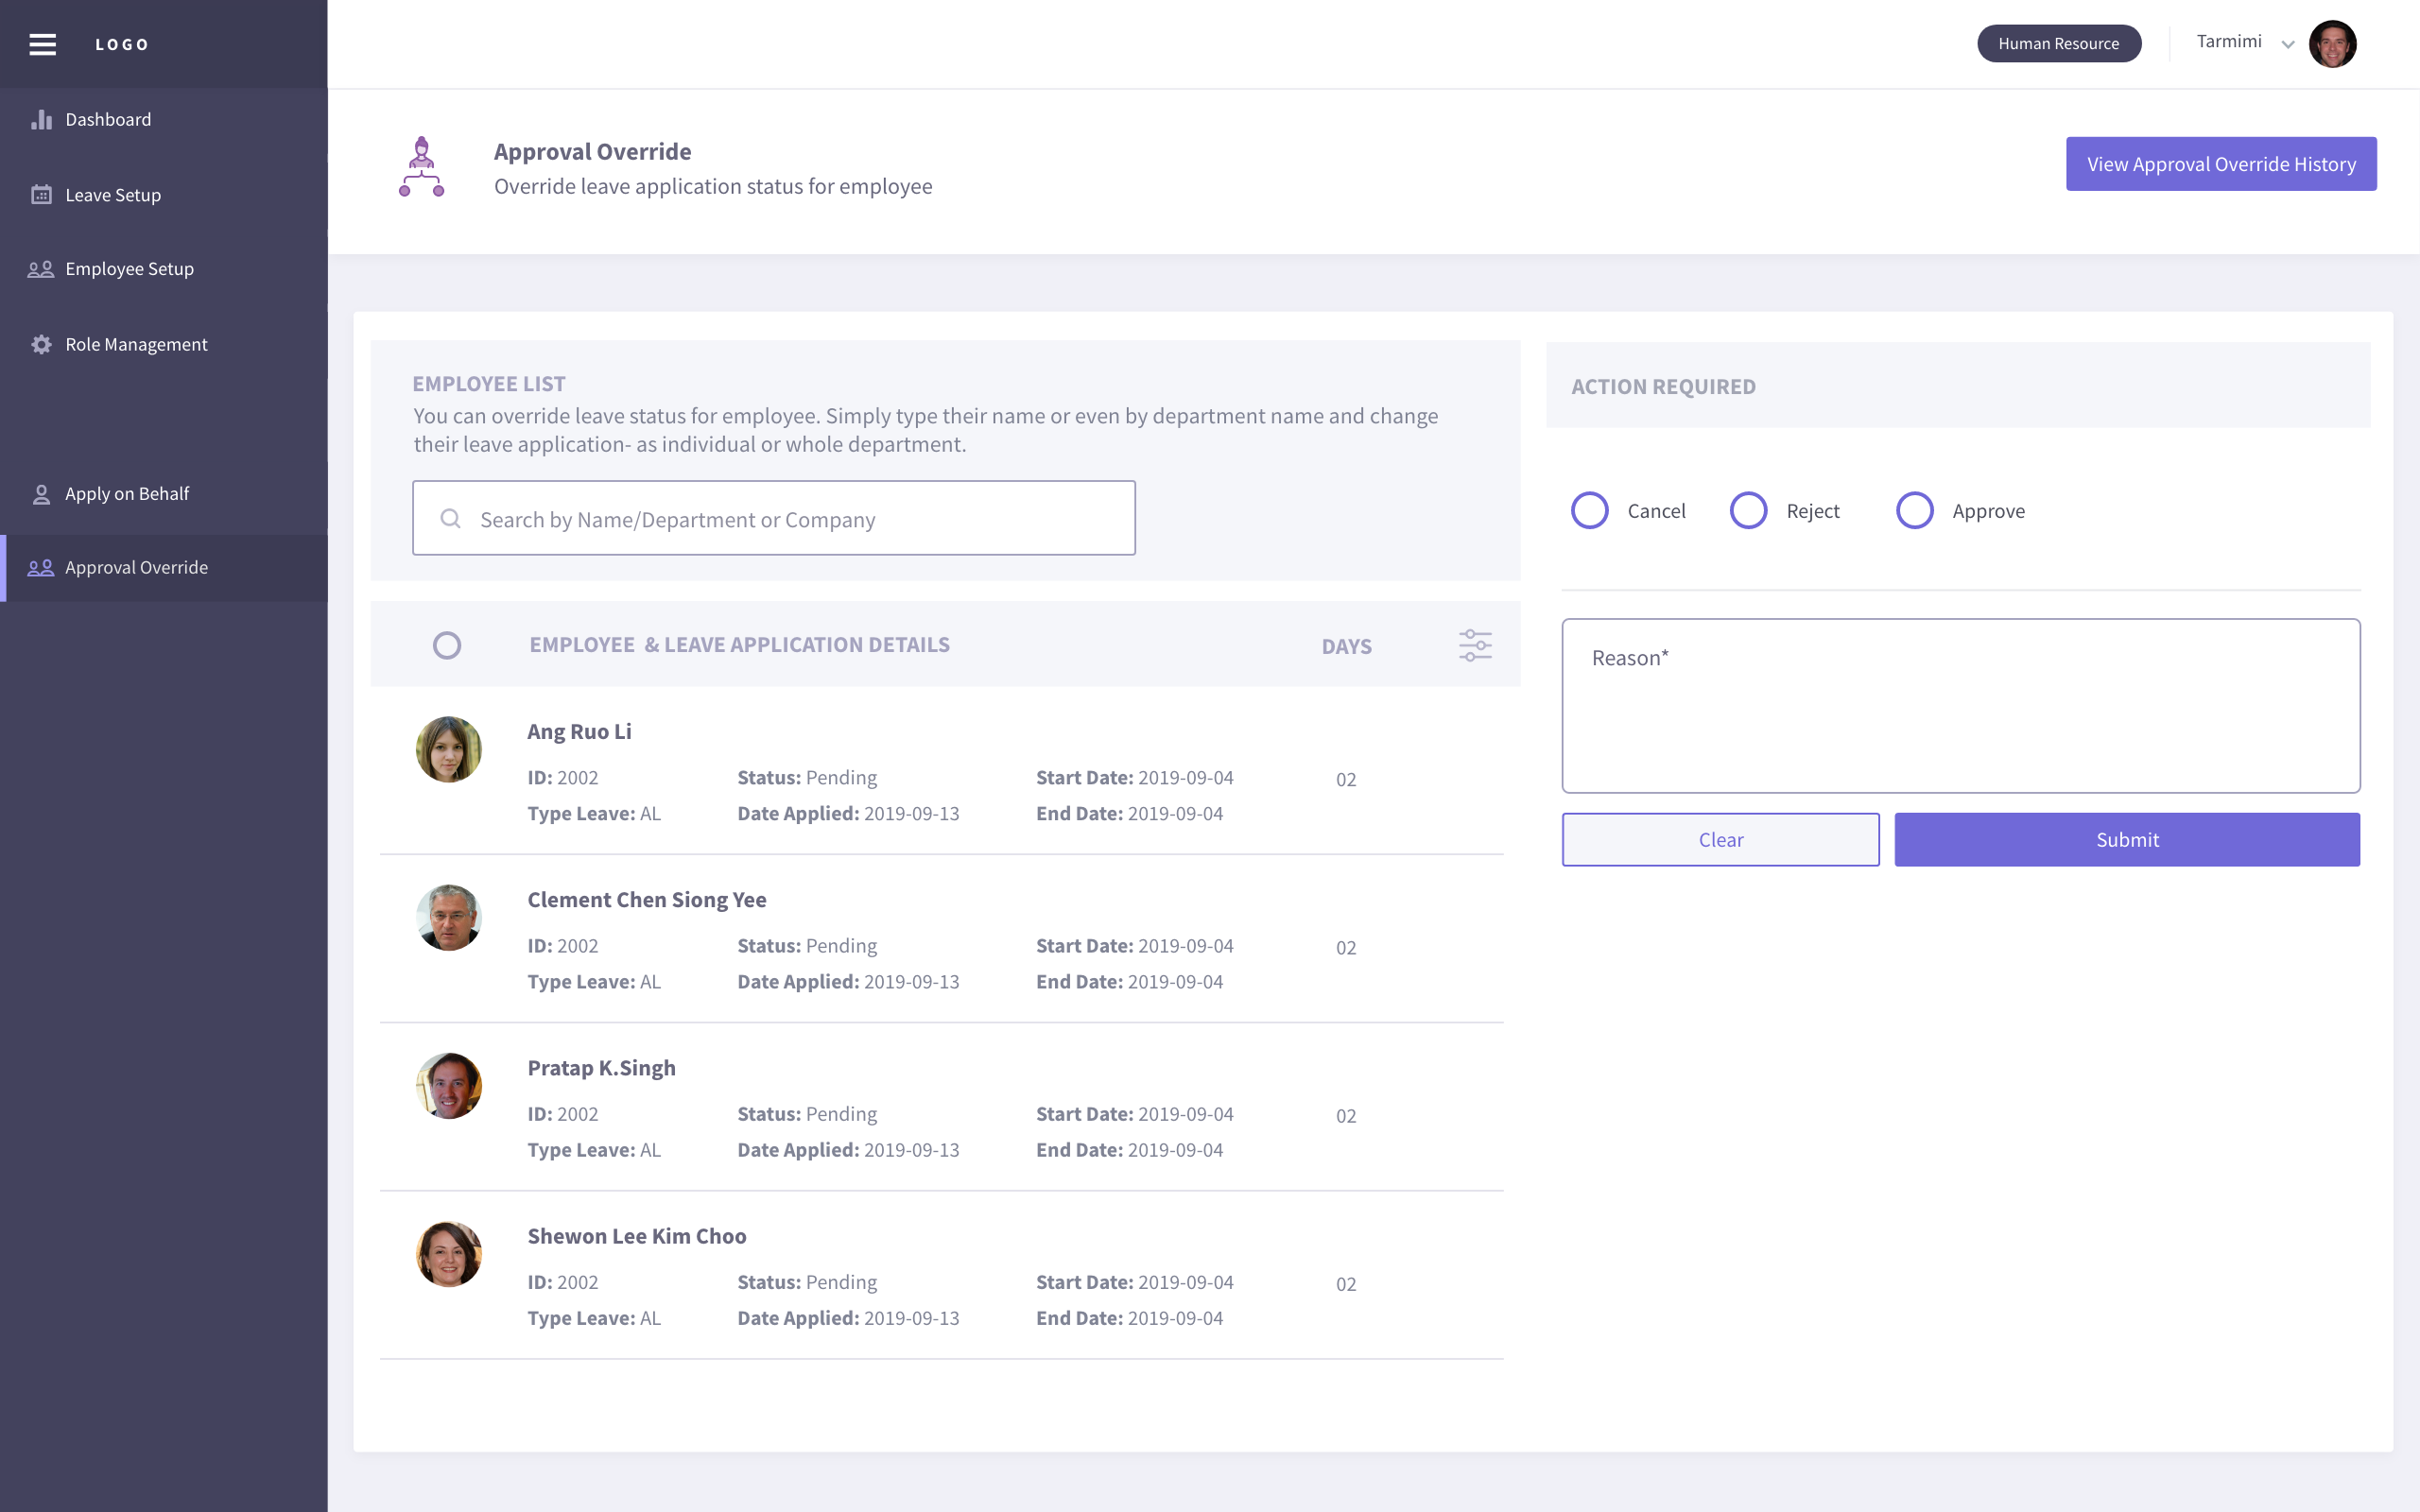 LOGO
Human Resource
Tarmimi
Dashboard
Leave Setup
Employee Setup
Role Management
Apply on Behalf
Approval Override
Approval Override
Override leave application status for employee
View Approval Override History
EMPLOYEE LIST
You can override leave status for employee. Simply type their name or even by department name and change
their leave application- as individual or whole department.
Search by Name/Department or Company
EMPLOYEE  & LEAVE APPLICATION DETAILS
DAYS
Ang Ruo Li
ID: 2002 Status: Pending Start Date: 2019-09-04 02
Type Leave: AL Date Applied: 2019-09-13 End Date: 2019-09-04
Clement Chen Siong Yee
ID: 2002 Status: Pending Start Date: 2019-09-04 02
Type Leave: AL Date Applied: 2019-09-13 End Date: 2019-09-04
Pratap K.Singh
ID: 2002 Status: Pending Start Date: 2019-09-04 02
Type Leave: AL Date Applied: 2019-09-13 End Date: 2019-09-04
Shewon Lee Kim Choo
ID: 2002 Status: Pending Start Date: 2019-09-04 02
Type Leave: AL Date Applied: 2019-09-13 End Date: 2019-09-04
ACTION REQUIRED
Cancel Reject Approve
Reason*
Clear Submit